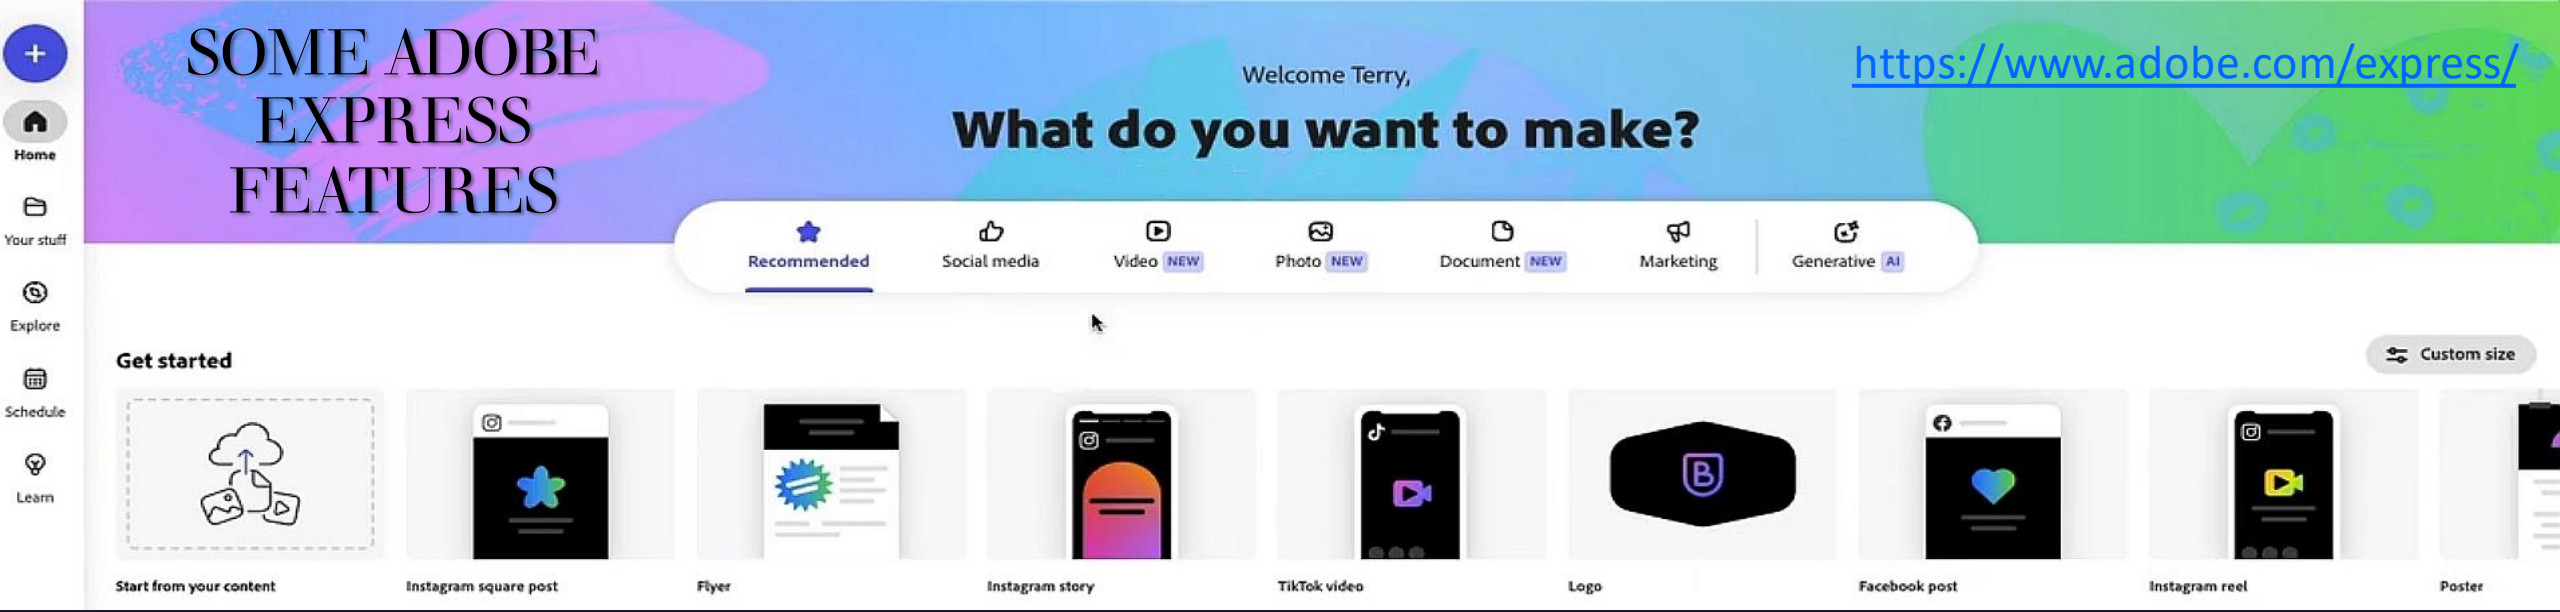 SOME ADOBE
EXPRESS
FEATURES
Welcome Terry,
What do you want to make?
https://www.adobe.com/express/
Home
Your stuff
Explore
Schedule
Learn
Recommended
Social media
Video NEW
Photo NEW
Document NEW
Marketing
Generative AI
Get started
Custom size
B
Start from your content
Instagram square post
Flyer
Instagram story
TikTok video
Logo
Facebook post
Instagram reel
Poster